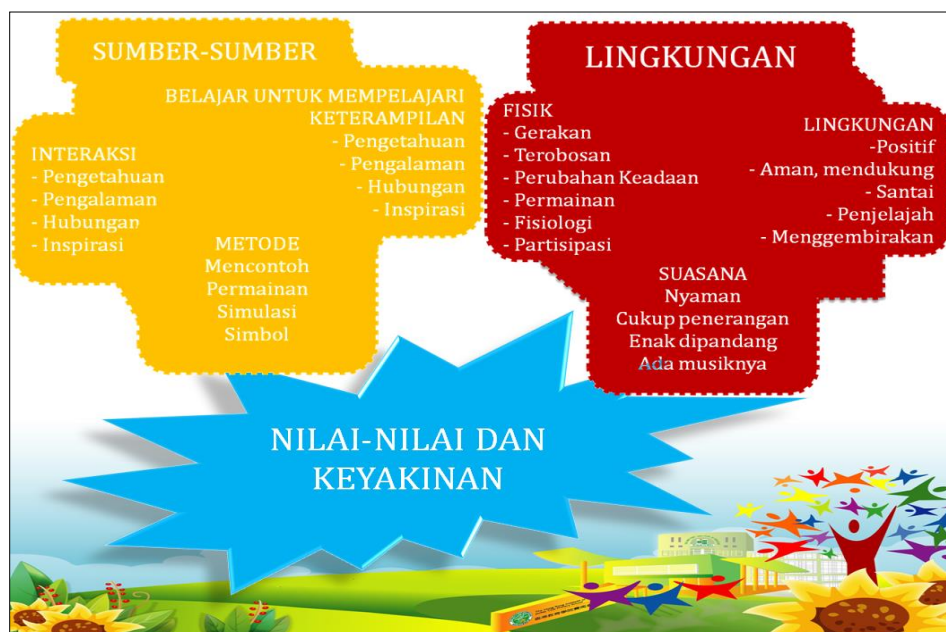 SUMBER-SUMBER
BELAJAR UNTUK MEMPELAJARI
KETERAMPILAN
- Pengetahuan
- Pengalaman
- Hubungan
- Inspirasi
INTERAKSI
- Pengetahuan
- Pengalaman
- Hubungan
- Inspirasi
METODE
Mencontoh
Permainan
Simulasi
Simbol
LINGKUNGAN
FISIK
- Gerakan
- Terobosan
- Perubahan Keadaan
- Permainan
- Fisiologi
- Partisipasi
LINGKUNGAN
-Positif
- Aman, mendukung
- Santai
- Penjelajah
- Menggembirakan
SUASANA
Nyaman
Cukup penerangan
Enak dipandang
Ada musiknya
NILAI-NILAI DAN
KEYAKINAN